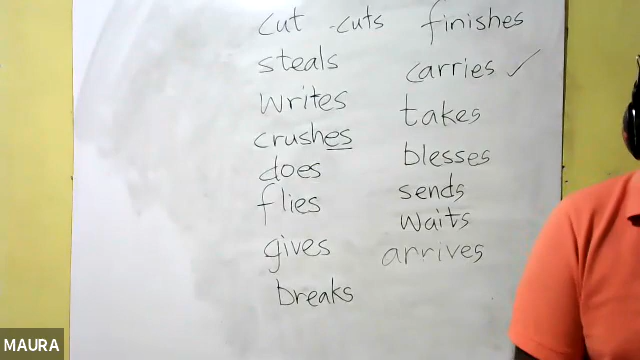 cut - cuts
steals
writes
crushes
does
flies
gives
breaks
finishes
carries ✓
takes
blesses
sends
waits
arrives
MAURA